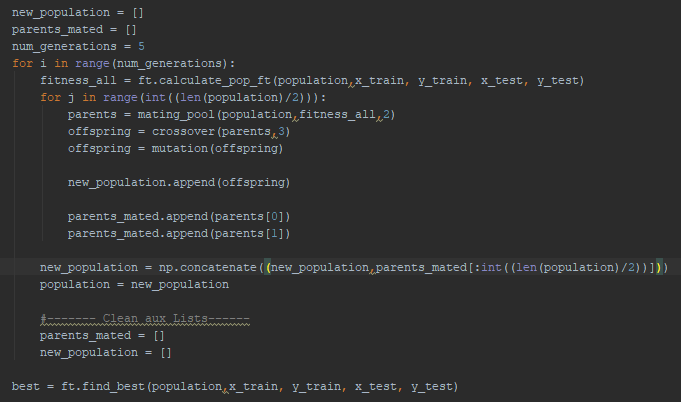 new_population = []
parents_mated = []
num_generations = 5
for i in range(num_generations):
    fitness_all = ft.calculate_pop_ft(population,x_train, y_train, x_test, y_test)
    for j in range(int((len(population)/2))):
        parents = mating_pool(population,fitness_all,2)
        offspring = crossover(parents,3)
        offspring = mutation(offspring)

        new_population.append(offspring)

        parents_mated.append(parents[0])
        parents_mated.append(parents[1])

    new_population = np.concatenate((new_population,parents_mated[:int((len(population)/2))]))
    population = new_population

    #------- Clean aux Lists------
    parents_mated = []
    new_population = []

best = ft.find_best(population,x_train, y_train, x_test, y_test)